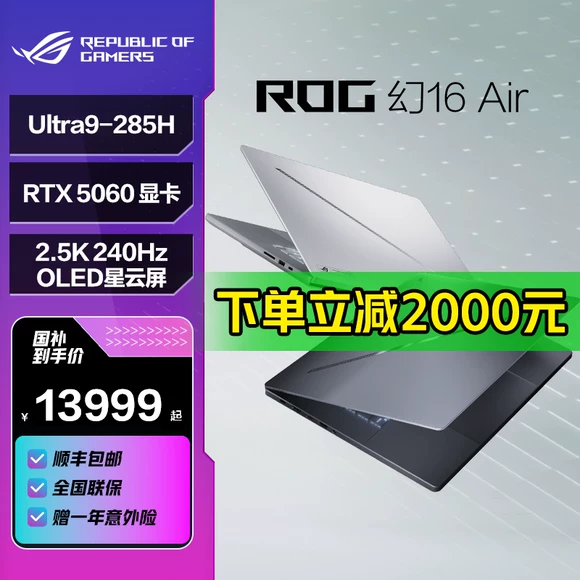 REPUBLIC OF
GAMERS
ROG 幻16 Air
Ultra9-285H
RTX 5060 显卡
2.5K 240Hz
OLED星云屏
下单立减2000元
国补
到手价
¥ 13999 起
顺丰包邮
全国联保
赠一年意外险